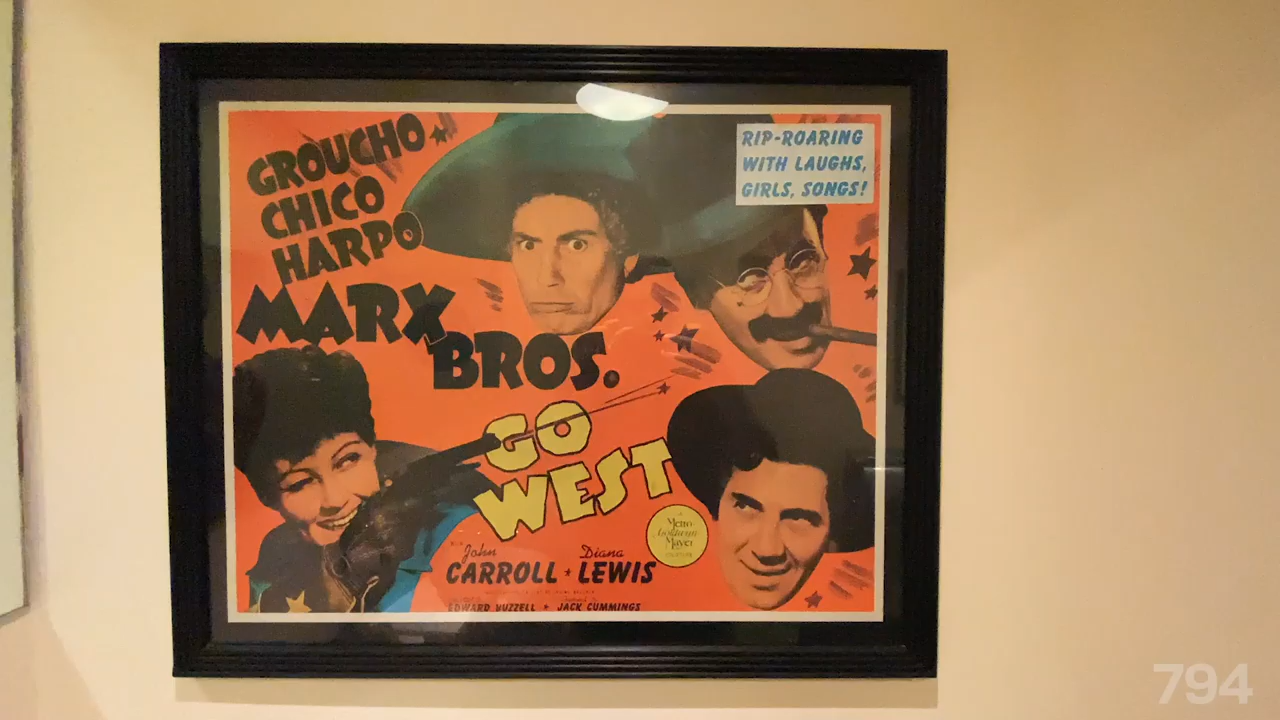 GROUCHO
CHICO
HARPO
MARX
BROS.
RIP-ROARING
WITH LAUGHS,
GIRLS, SONGS!
GO
WEST
Metro
Goldwyn
Mayer
John Diana
CARROLL ★ LEWIS
EDWARD BUZZELL ★ JACK CUMMINGS
794